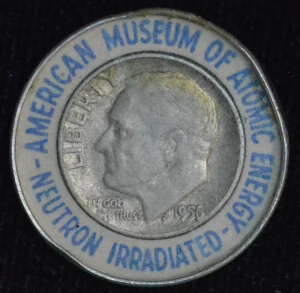 -AMERICAN MUSEUM OF ATOMIC ENERGY-
NEUTRON IRRADIATED
LIBERTY
IN GOD
WE TRUST